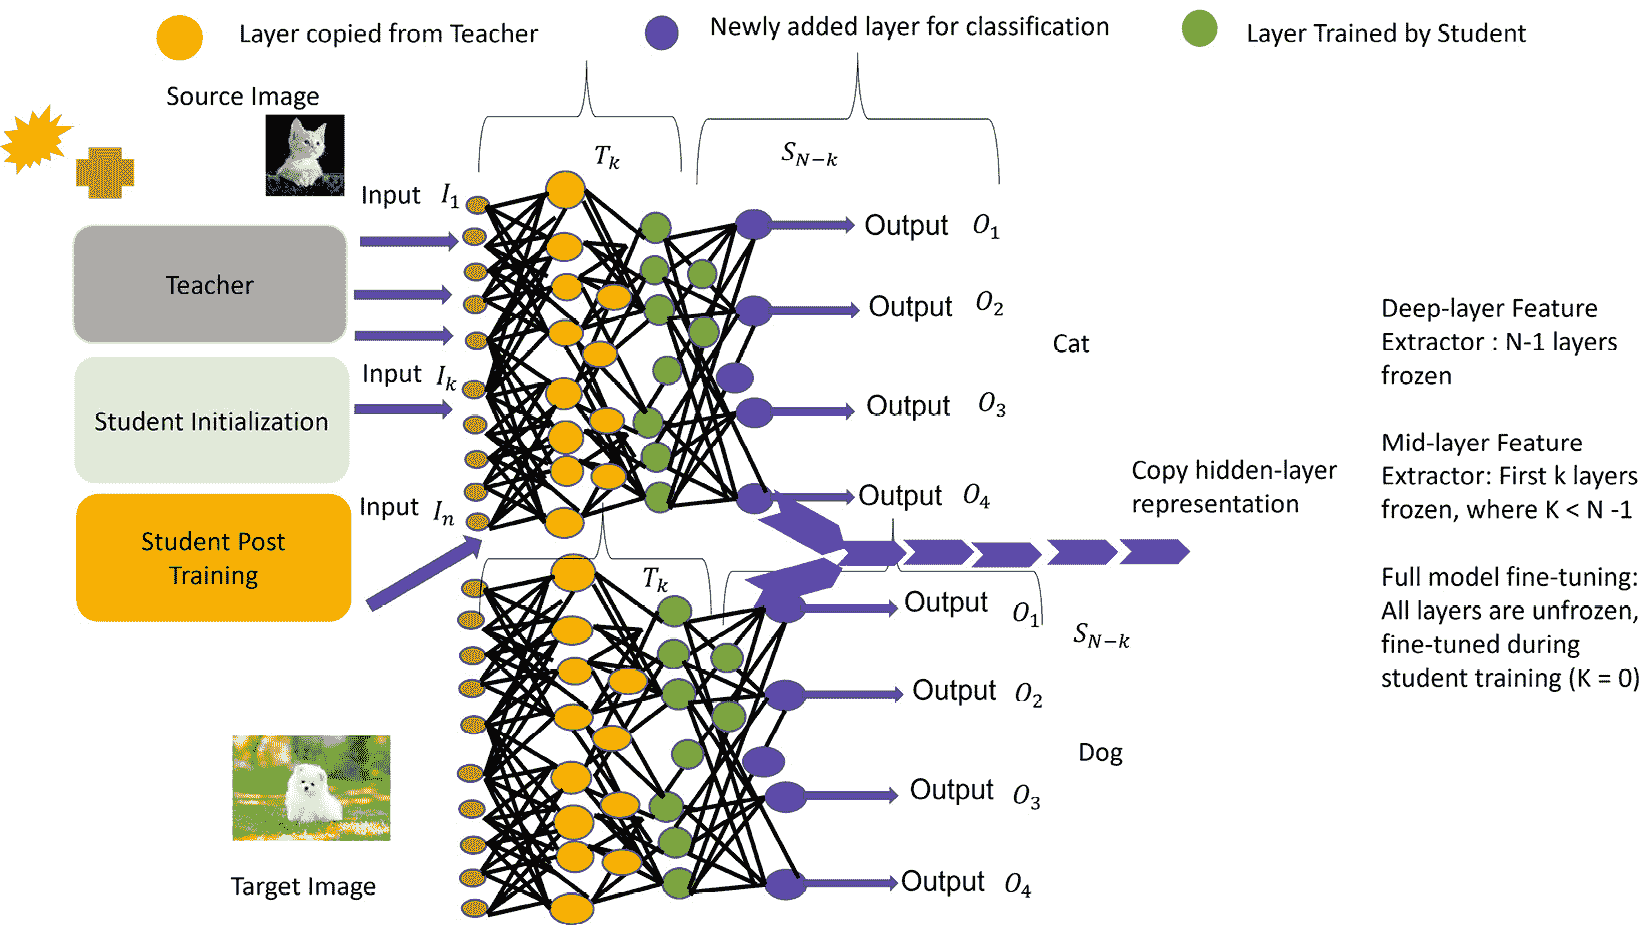 Layer copied from Teacher
Newly added layer for classification
Layer Trained by Student
Source Image
T_k
S_{N-k}
Input I_1
Teacher
Input I_k
Student Initialization
Input I_n
Student Post
Training
Output O_1
Output O_2
Cat
Output O_3
Output O_4
Copy hidden-layer
representation
Deep-layer Feature
Extractor : N-1 layers
frozen
Mid-layer Feature
Extractor: First k layers
frozen, where K < N -1
Full model fine-tuning:
All layers are unfrozen,
fine-tuned during
student training (K = 0)
T_k
S_{N-k}
Output O_1
Output O_2
Dog
Output O_3
Output O_4
Target Image